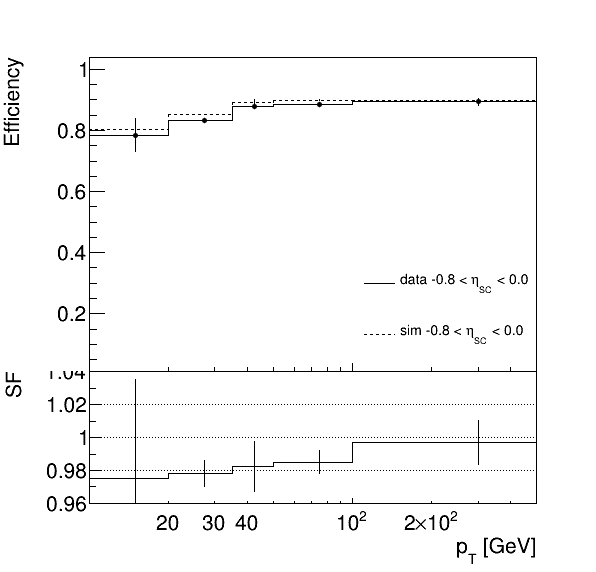 Efficiency
1
0.8
0.6
0.4
0.2
data -0.8 < η_SC < 0.0
sim -0.8 < η_SC < 0.0
SF
1.04
1.02
1
0.98
0.96
20 30 40 10² 2×10²
p_T [GeV]